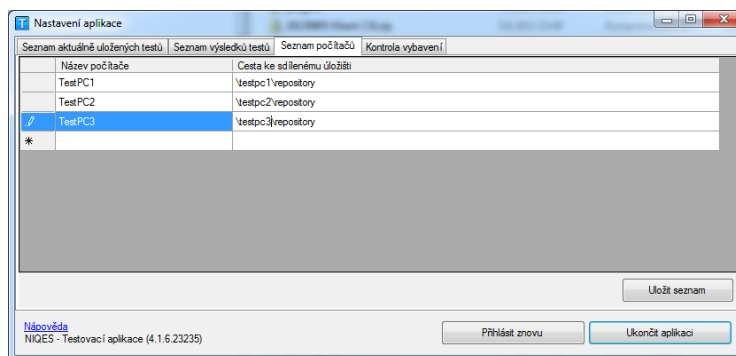 Nastavení aplikace
Seznam aktuálně uložených testů Seznam výsledků testů Seznam počítačů Kontrola vybavení
Název počítače Cesta ke sdílenému úložišti
TestPC1 \testpc1\repository
TestPC2 \testpc2\repository
TestPC3 \testpc3\repository
Uložit seznam
Nápověda
NIQES - Testovací aplikace (4.1.6.23235)
Přihlásit znovu Ukončit aplikaci